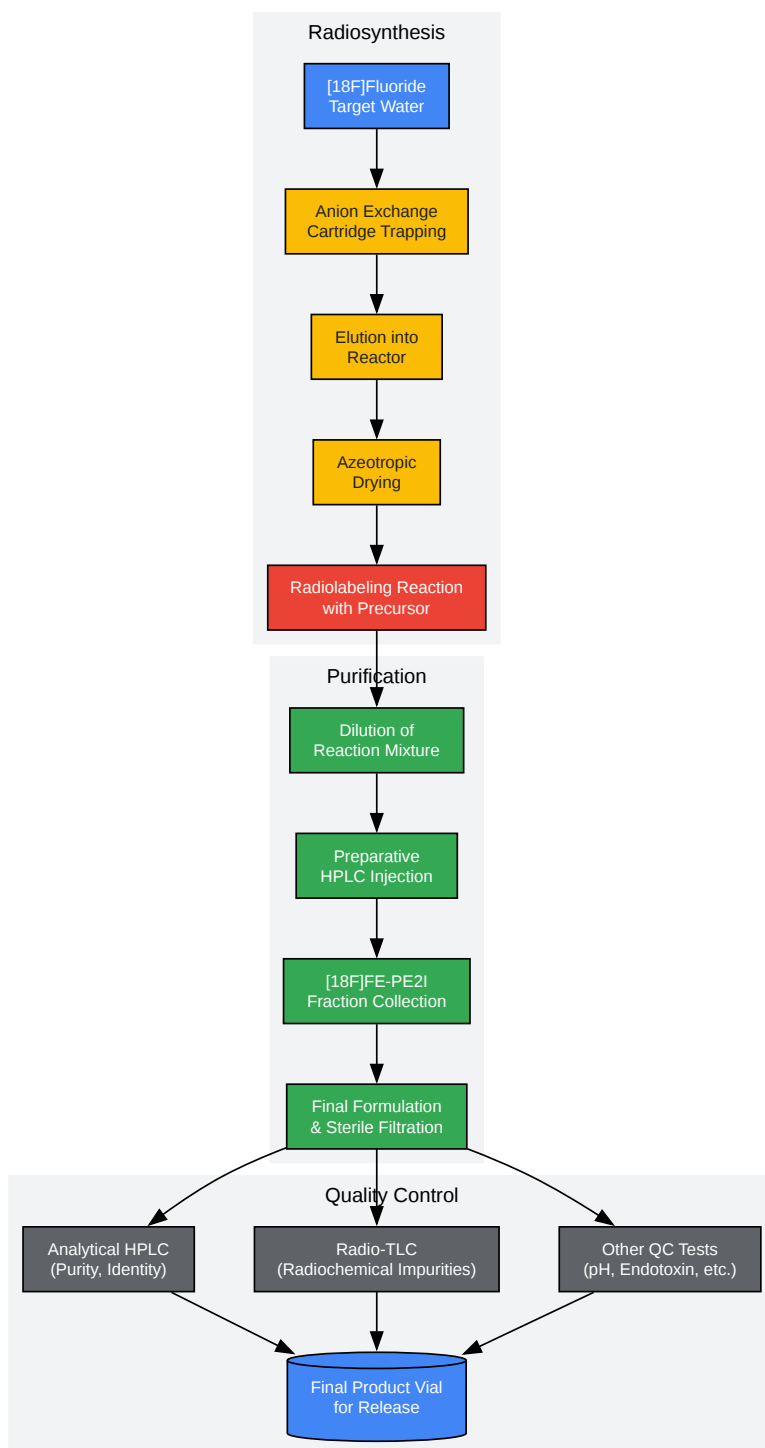 Radiosynthesis
[18F]Fluoride
Target Water
Anion Exchange
Cartridge Trapping
Elution into
Reactor
Azeotropic
Drying
Radiolabeling Reaction
with Precursor
Purification
Dilution of
Reaction Mixture
Preparative
HPLC Injection
[18F]FE-PE2I
Fraction Collection
Final Formulation
& Sterile Filtration
Quality Control
Analytical HPLC
(Purity, Identity)
Radio-TLC
(Radiochemical Impurities)
Other QC Tests
(pH, Endotoxin, etc.)
Final Product Vial
for Release